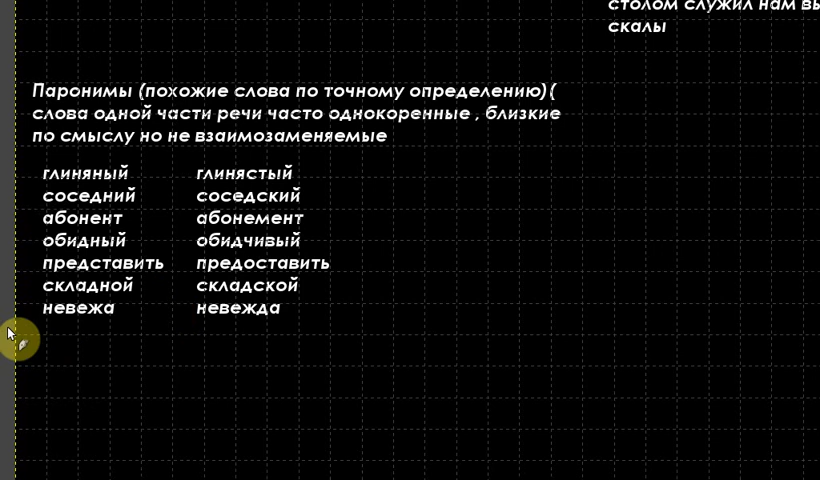 столом служил нам
скалы
Паронимы (похожие слова по точному определению)(
слова одной части речи часто однокоренные , близкие
по смыслу но не взаимозаменяемые
глиняный глинястый
соседний соседский
абонент абонемент
обидный обидчивый
представить предоставить
складной складской
невежа невежда